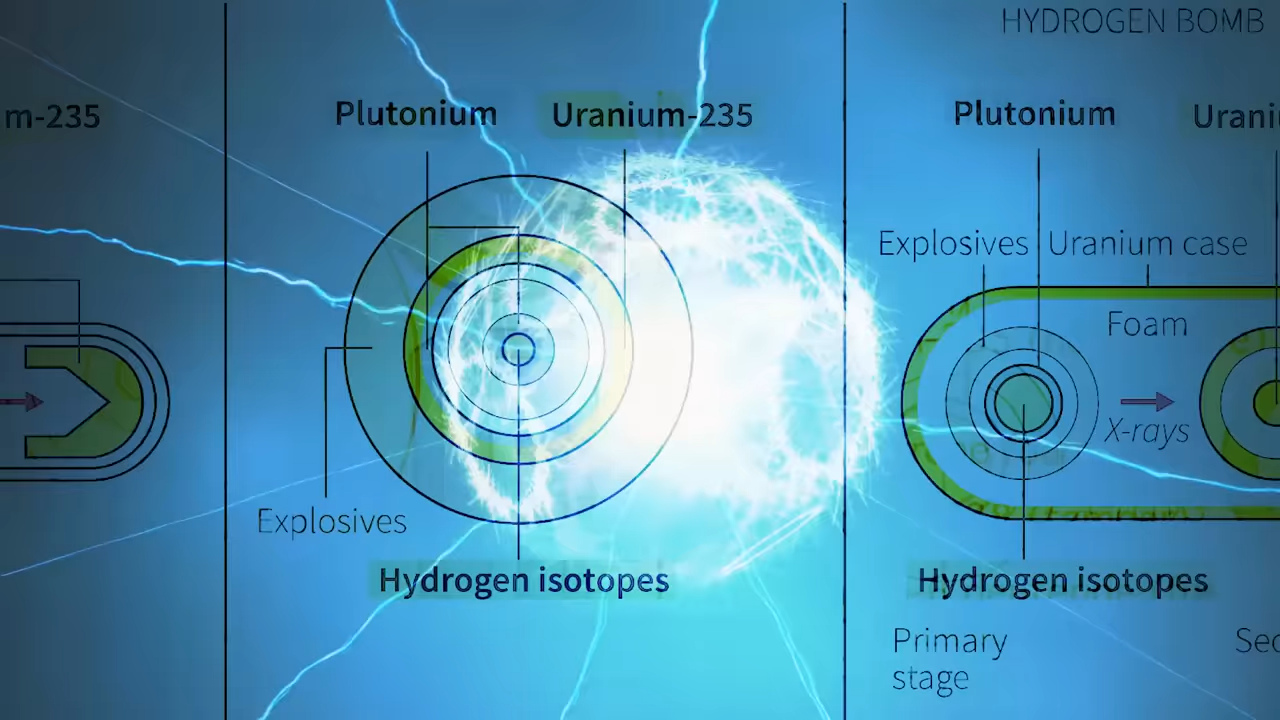 HYDROGEN BOMB
m-235
Plutonium
Uranium-235
Plutonium
Urani
Explosives
Uranium case
Foam
X-rays
Explosives
Hydrogen isotopes
Hydrogen isotopes
Primary
stage
Sec